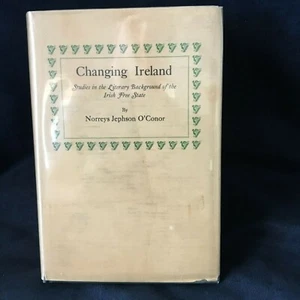 Changing Ireland
Studies in the Literary Background of the
Irish Free State
By
Norreys Jephson O'Conor